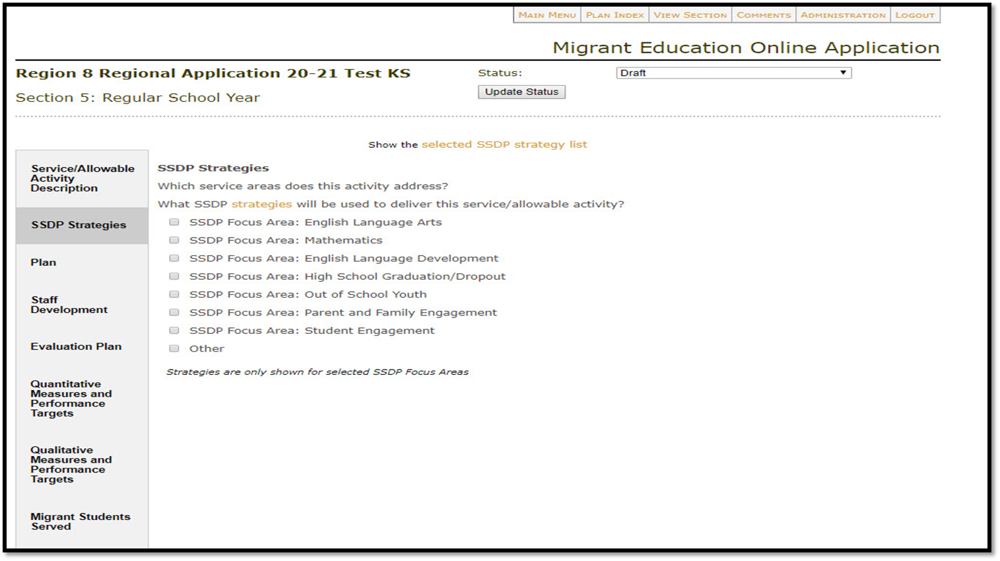 MAIN MENU PLAN INDEX VIEW SECTION COMMENTS ADMINISTRATION LOGOUT
Migrant Education Online Application
Region 8 Regional Application 20-21 Test KS
Status: Draft
Update Status
Section 5: Regular School Year
Show the selected SSDP strategy list
Service/Allowable
Activity
Description
SSDP Strategies
Plan
Staff
Development
Evaluation Plan
Quantitative
Measures and
Performance
Targets
Qualitative
Measures and
Performance
Targets
Migrant Students
Served
SSDP Strategies
Which service areas does this activity address?
What SSDP strategies will be used to deliver this service/allowable activity?
SSDP Focus Area: English Language Arts
SSDP Focus Area: Mathematics
SSDP Focus Area: English Language Development
SSDP Focus Area: High School Graduation/Dropout
SSDP Focus Area: Out of School Youth
SSDP Focus Area: Parent and Family Engagement
SSDP Focus Area: Student Engagement
Other
Strategies are only shown for selected SSDP Focus Areas